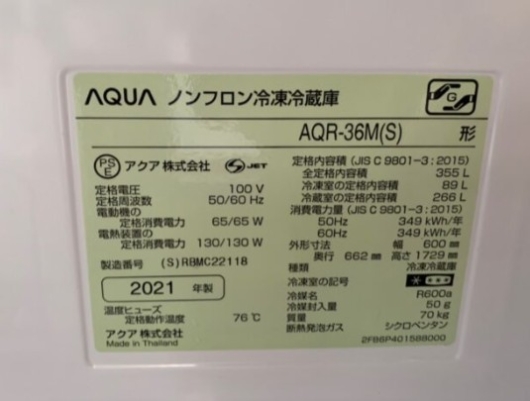 AQUA ノンフロン冷凍冷蔵庫
G
AQR-36M(S) 形
PSE アクア 株式会社 S JET
定格電圧 100 V
定格周波数 50/60 Hz
電動機の
定格消費電力 65/65 W
電熱装置の
定格消費電力 130/130 W
製造番号 (S)RBMC22118
2021 年製
温度ヒューズ
定格動作温度 76℃
アクア 株式会社
Made in Thailand
定格内容積 (JIS C 9801-3:2015)
全定格内容積 355 L
冷凍室の定格内容積 89 L
冷蔵室の定格内容積 266 L
消費電力量 (JIS C 9801-3:2015)
50Hz 349 kWh/年
60Hz 349 kWh/年
外形寸法 幅 600 mm
奥行 662 mm 高さ 1729 mm
種類 冷凍冷蔵庫
冷凍室の記号
冷媒名 R600a
冷媒封入量 50 g
質量 70 kg
断熱発泡ガス シクロペンタン
2FB6P401588000